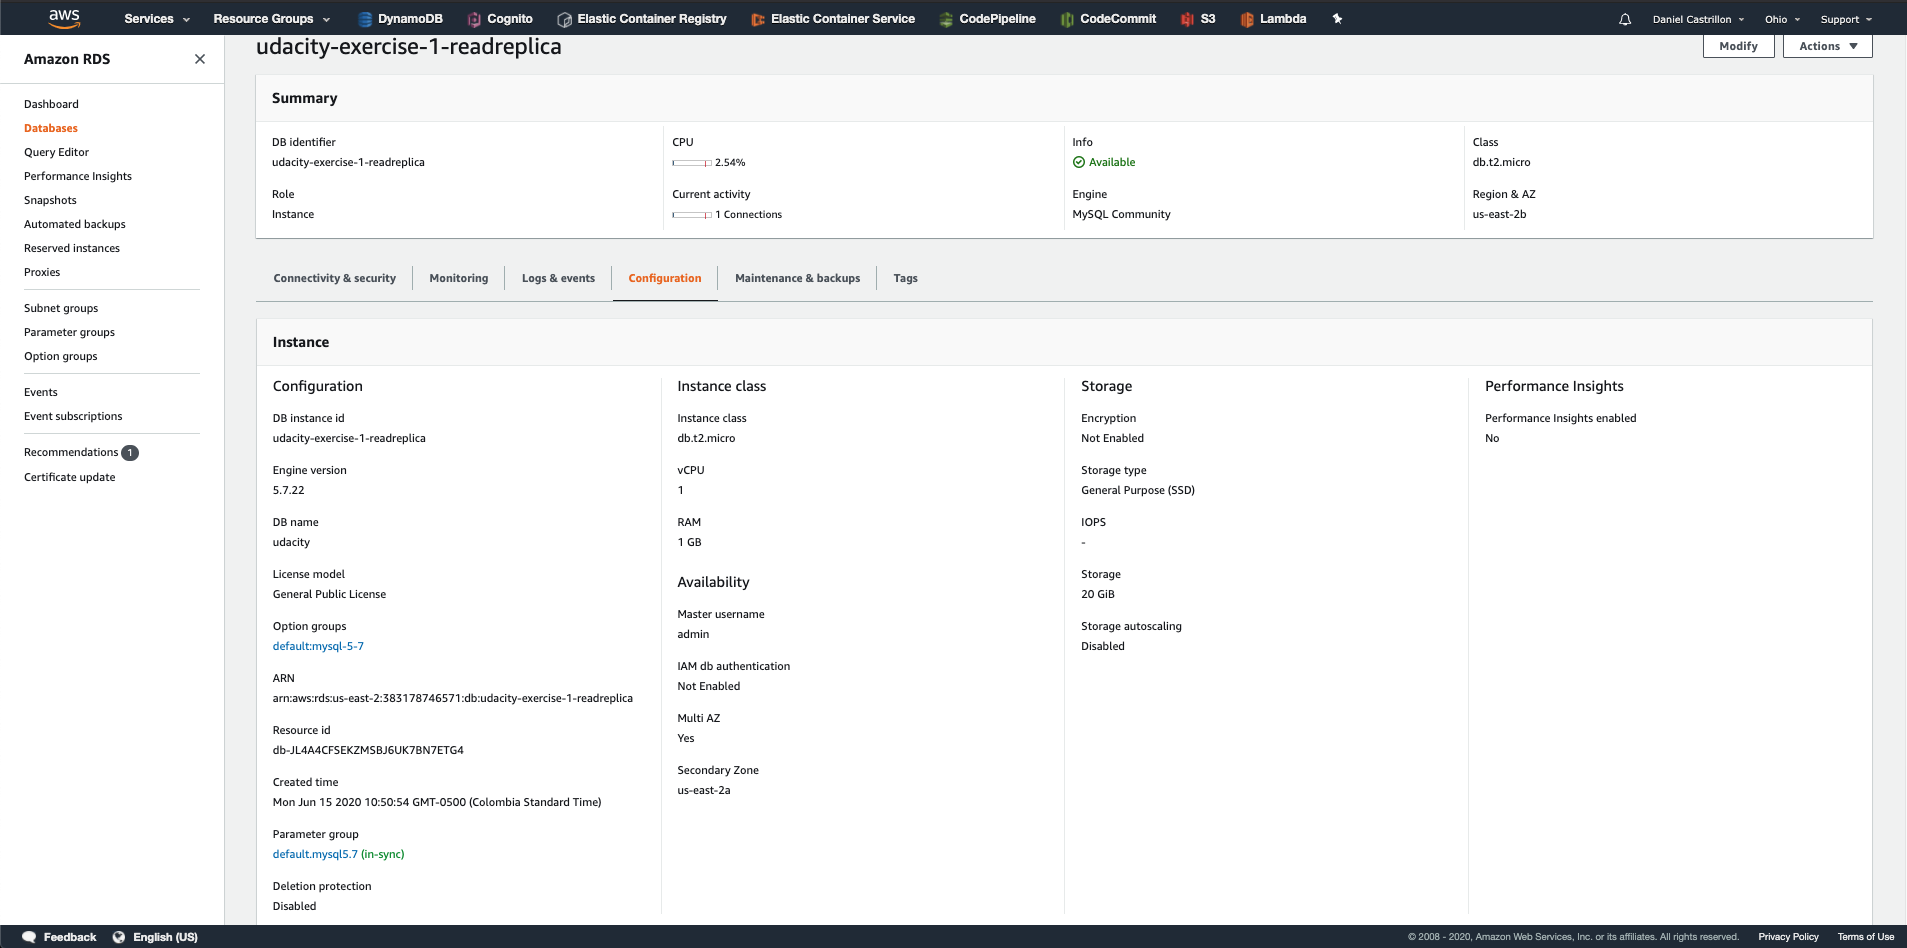 aws Services Resource Groups DynamoDB Cognito Elastic Container Registry Elastic Container Service CodePipeline CodeCommit S3 Lambda Daniel Castrillon Ohio Support
Amazon RDS
Dashboard
Databases
Query Editor
Performance Insights
Snapshots
Automated backups
Reserved instances
Proxies
Subnet groups
Parameter groups
Option groups
Events
Event subscriptions
Recommendations 1
Certificate update
udacity-exercise-1-readreplica
Modify Actions
Summary
DB identifier
udacity-exercise-1-readreplica
Role
Instance
CPU
2.54%
Current activity
1 Connections
Info
Available
Engine
MySQL Community
Class
db.t2.micro
Region & AZ
us-east-2b
Connectivity & security Monitoring Logs & events Configuration Maintenance & backups Tags
Instance
Configuration
DB instance id
udacity-exercise-1-readreplica
Engine version
5.7.22
DB name
udacity
License model
General Public License
Option groups
default:mysql-5-7
ARN
arn:aws:rds:us-east-2:383178746571:db:udacity-exercise-1-readreplica
Resource id
db-JL4A4CFSEKZMSBJ6UK7BN7ETG4
Created time
Mon Jun 15 2020 10:50:54 GMT-0500 (Colombia Standard Time)
Parameter group
default.mysql5.7 (in-sync)
Deletion protection
Disabled
Instance class
Instance class
db.t2.micro
vCPU
1
RAM
1 GB
Availability
Master username
admin
IAM db authentication
Not Enabled
Multi AZ
Yes
Secondary Zone
us-east-2a
Storage
Encryption
Not Enabled
Storage type
General Purpose (SSD)
IOPS
-
Storage
20 GiB
Storage autoscaling
Disabled
Performance Insights
Performance Insights enabled
No
Feedback English (US) © 2008 - 2020, Amazon Web Services, Inc. or its affiliates. All rights reserved. Privacy Policy Terms of Use